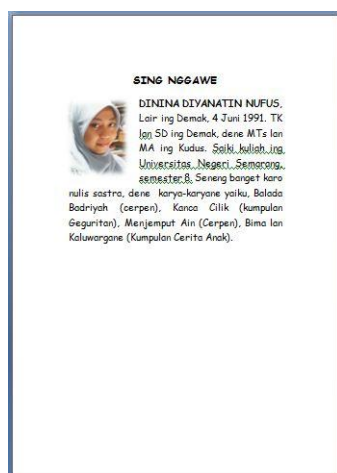 SING NGGAWE
DININA DIYANATIN NUFUS,
Lair ing Demak, 4 Juni 1991. TK
lan SD ing Demak, dene MTs lan
MA ing Kudus. Saiki kuliah ing
Universitas Negeri Semarang,
semester 8. Seneng banget karo
nulis sastra, dene karya-karyane yaiku, Balada
Badriyah (cerpen), Kanca Cilik (kumpulan
Geguritan), Menjemput Ain (Cerpen), Bima lan
Kaluwargane (Kumpulan Cerita Anak).